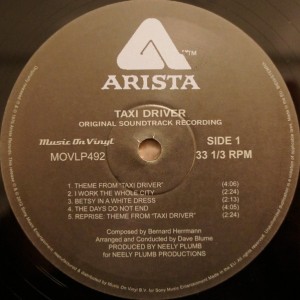 ARISTA
TM
TAXI DRIVER
ORIGINAL SOUNDTRACK RECORDING
Music On Vinyl
MOVLP492
SIDE 1
33 1/3 RPM
1. THEME FROM "TAXI DRIVER" (4:06)
2. I WORK THE WHOLE CITY (2:24)
3. BETSY IN A WHITE DRESS (2:13)
4. THE DAYS DO NOT END (4:05)
5. REPRISE: THEME FROM "TAXI DRIVER" (2:24)
Composed by Bernard Herrmann
Arranged and Conducted by Dave Blume
PRODUCED BY NEELY PLUMB
for NEELY PLUMB PRODUCTIONS